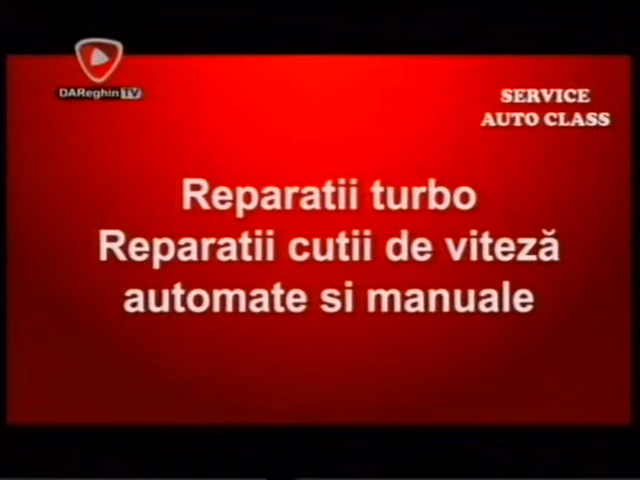 DAReghin TV
SERVICE
AUTO CLASS
Reparatii turbo
Reparatii cutii de viteză
automate si manuale